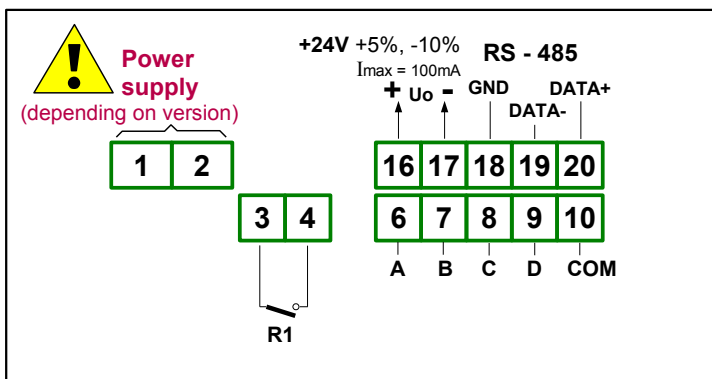 !
Power
supply
(depending on version)
+24V +5%, -10%
Imax = 100mA
+ Uo -
RS - 485
GND
DATA-
DATA+
1 2
16 17 18 19 20
3 4
6 7 8 9 10
A B C D COM
R1